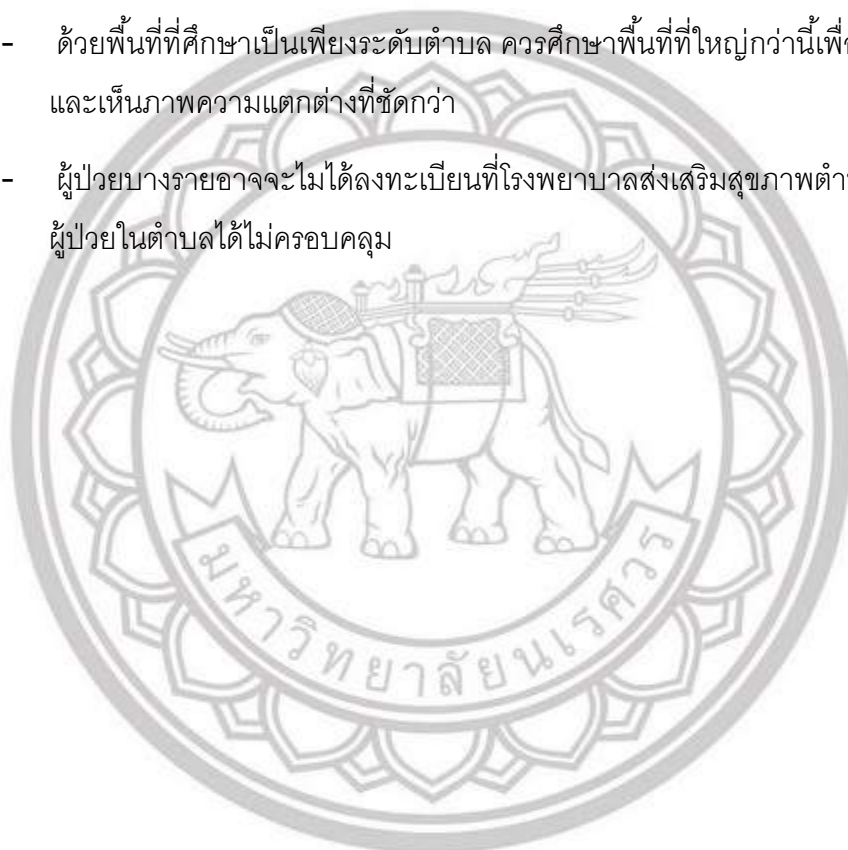 - ด้วยพื้นที่ที่ศึกษาเป็นเพียงระดับตำบล ควรศึกษาพื้นที่ที่ใหญ่กว่านี้เพื่อ
และเห็นภาพความแตกต่างที่ชัดกว่า
- ผู้ป่วยบางรายอาจจะไม่ได้ลงทะเบียนที่โรงพยาบาลส่งเสริมสุขภาพตำ
ผู้ป่วยในตำบลได้ไม่ครอบคลุม
มหาวิทยาลัยนเรศวร